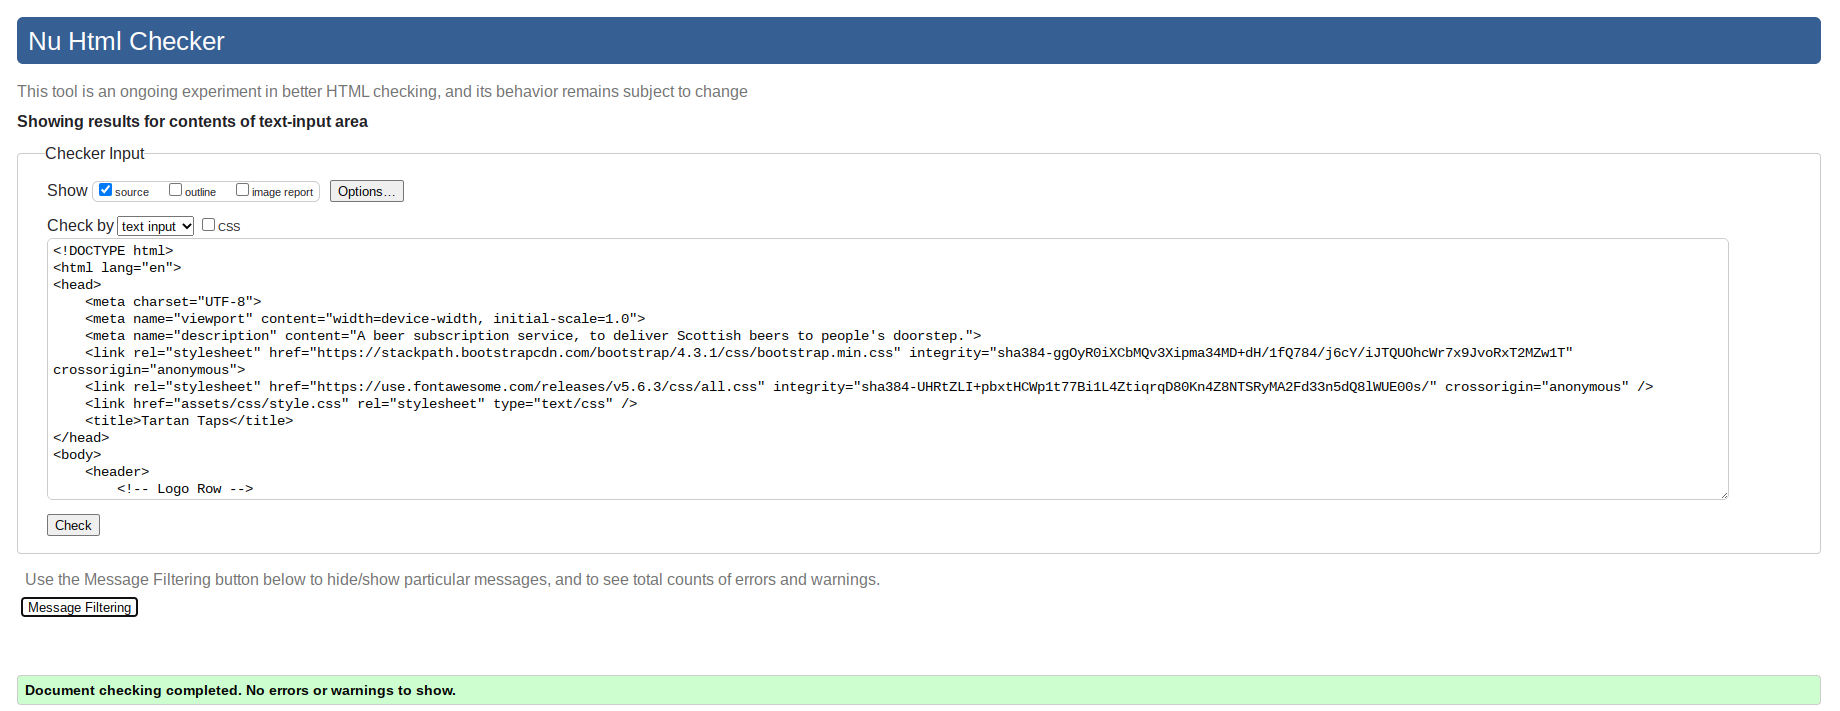 Nu Html Checker
This tool is an ongoing experiment in better HTML checking, and its behavior remains subject to change
Showing results for contents of text-input area
Checker Input
Show source outline image report Options...
Check by text input CSS
<!DOCTYPE html>
<html lang="en">
<head>
    <meta charset="UTF-8">
    <meta name="viewport" content="width=device-width, initial-scale=1.0">
    <meta name="description" content="A beer subscription service, to deliver Scottish beers to people's doorstep.">
    <link rel="stylesheet" href="https://stackpath.bootstrapcdn.com/bootstrap/4.3.1/css/bootstrap.min.css" integrity="sha384-ggOyR0iXCbMQv3Xipma34MD+dH/1fQ784/j6cY/iJTQUOhcWr7x9JvoRxT2MZw1T"
crossorigin="anonymous">
    <link rel="stylesheet" href="https://use.fontawesome.com/releases/v5.6.3/css/all.css" integrity="sha384-UHRtZLI+pbxtHCWp1t77Bi1L4ZtiqrqD80Kn4Z8NTSRyMA2Fd33n5dQ8lWUE00s/" crossorigin="anonymous" />
    <link href="assets/css/style.css" rel="stylesheet" type="text/css" />
    <title>Tartan Taps</title>
</head>
<body>
    <header>
        <!-- Logo Row -->
Check
Use the Message Filtering button below to hide/show particular messages, and to see total counts of errors and warnings.
Message Filtering
Document checking completed. No errors or warnings to show.